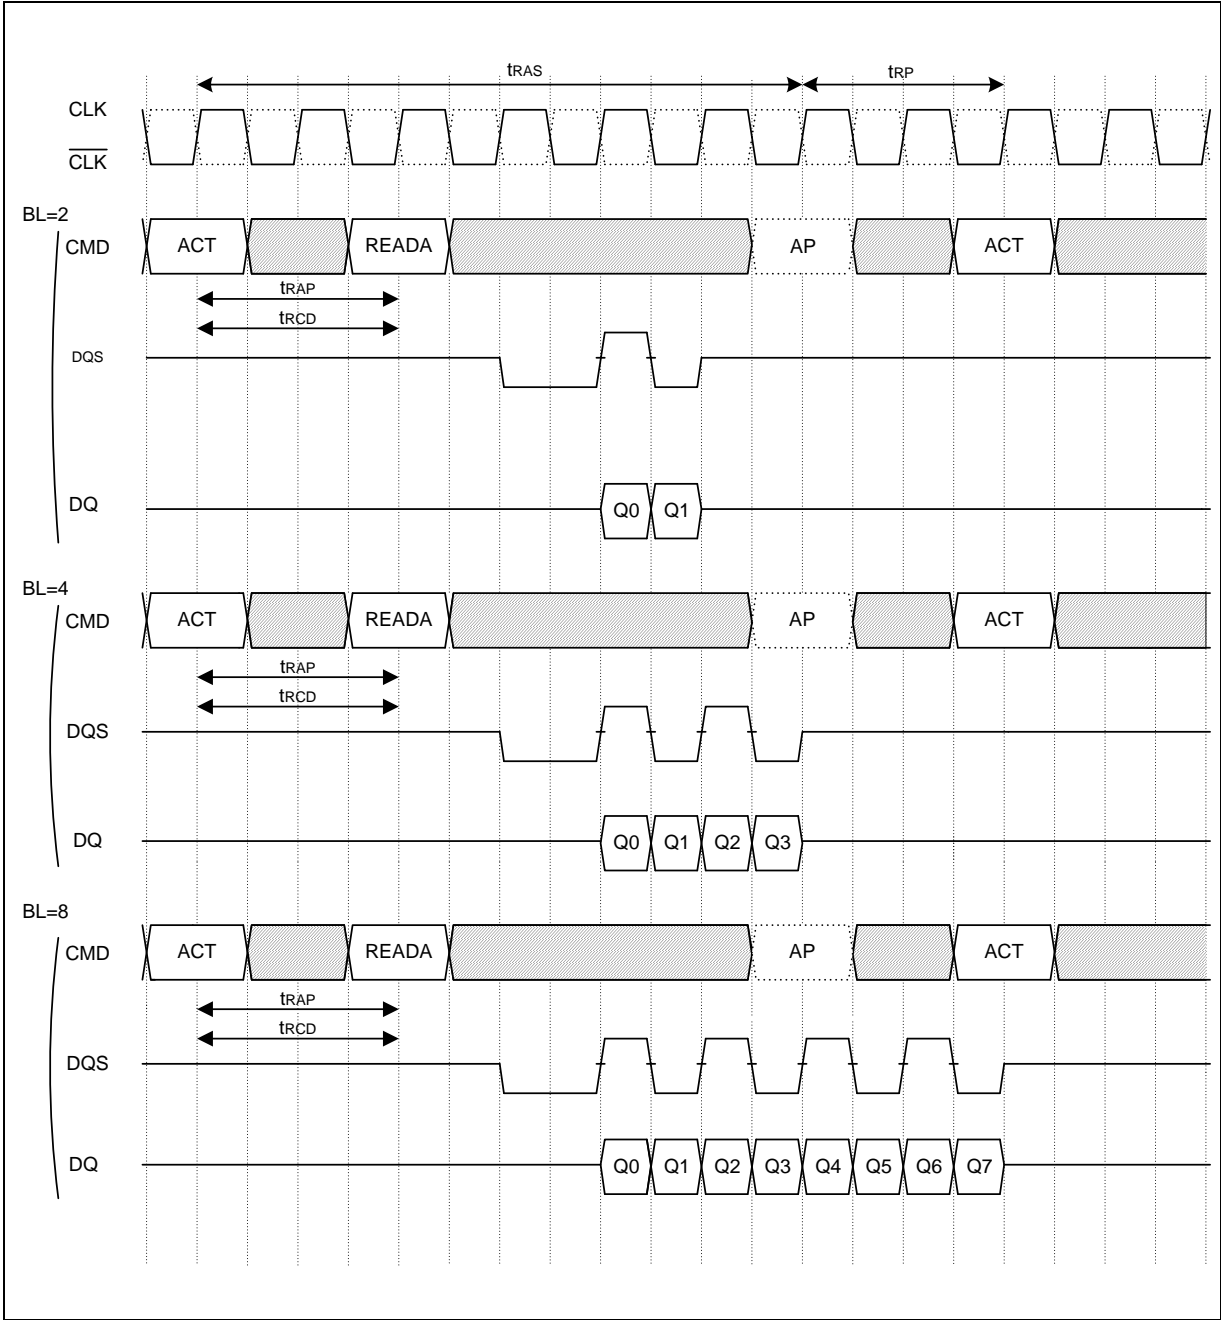 tRAS tRP
CLK
CLK
BL=2
CMD ACT READA AP ACT
tRAP
tRCD
DQS
DQ Q0 Q1
BL=4
CMD ACT READA AP ACT
tRAP
tRCD
DQS
DQ Q0 Q1 Q2 Q3
BL=8
CMD ACT READA AP ACT
tRAP
tRCD
DQS
DQ Q0 Q1 Q2 Q3 Q4 Q5 Q6 Q7